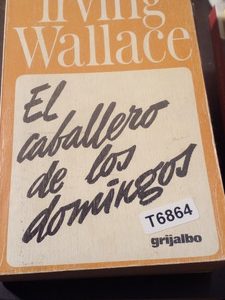 Irving
Wallace
El
caballero
de los
domingos
T6864
grijalbo